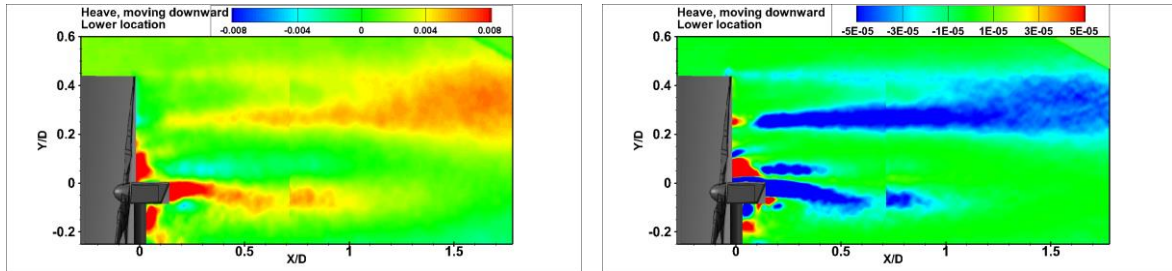 Heave, moving downward
Lower location
-0.008 -0.004 0 0.004 0.008
0.6
0.4
0.2
0
-0.2
Y/D
0 0.5 1 1.5
X/D
Heave, moving downward
Lower location
-5E-05 -3E-05 -1E-05 1E-05 3E-05 5E-05
0.6
0.4
0.2
0
-0.2
Y/D
0 0.5 1 1.5
X/D